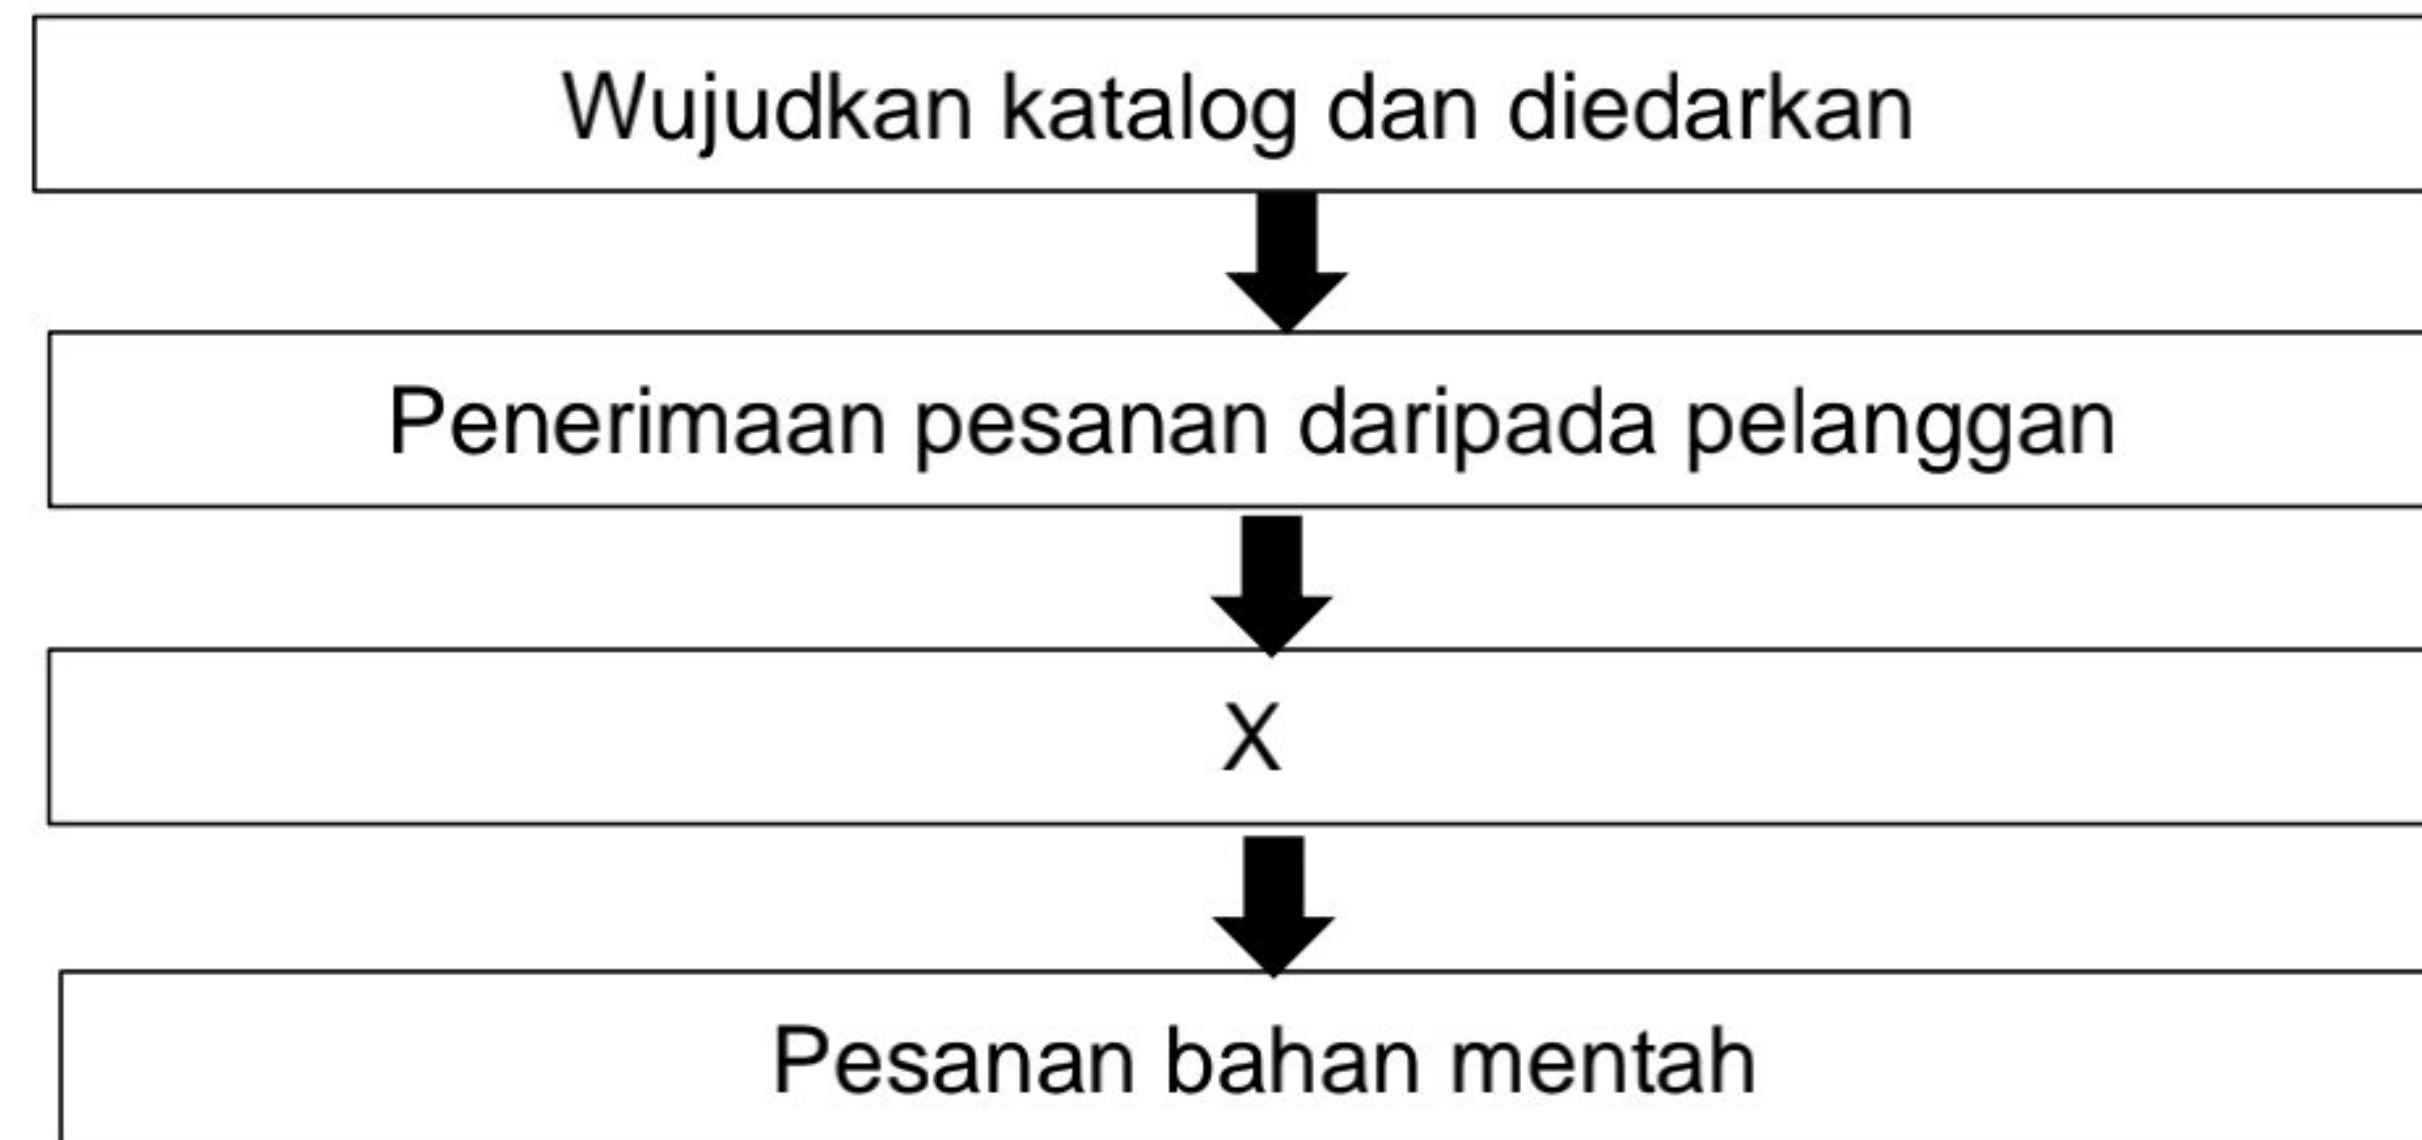 Wujudkan katalog dan diedarkan
Penerimaan pesanan daripada pelanggan
X
Pesanan bahan mentah